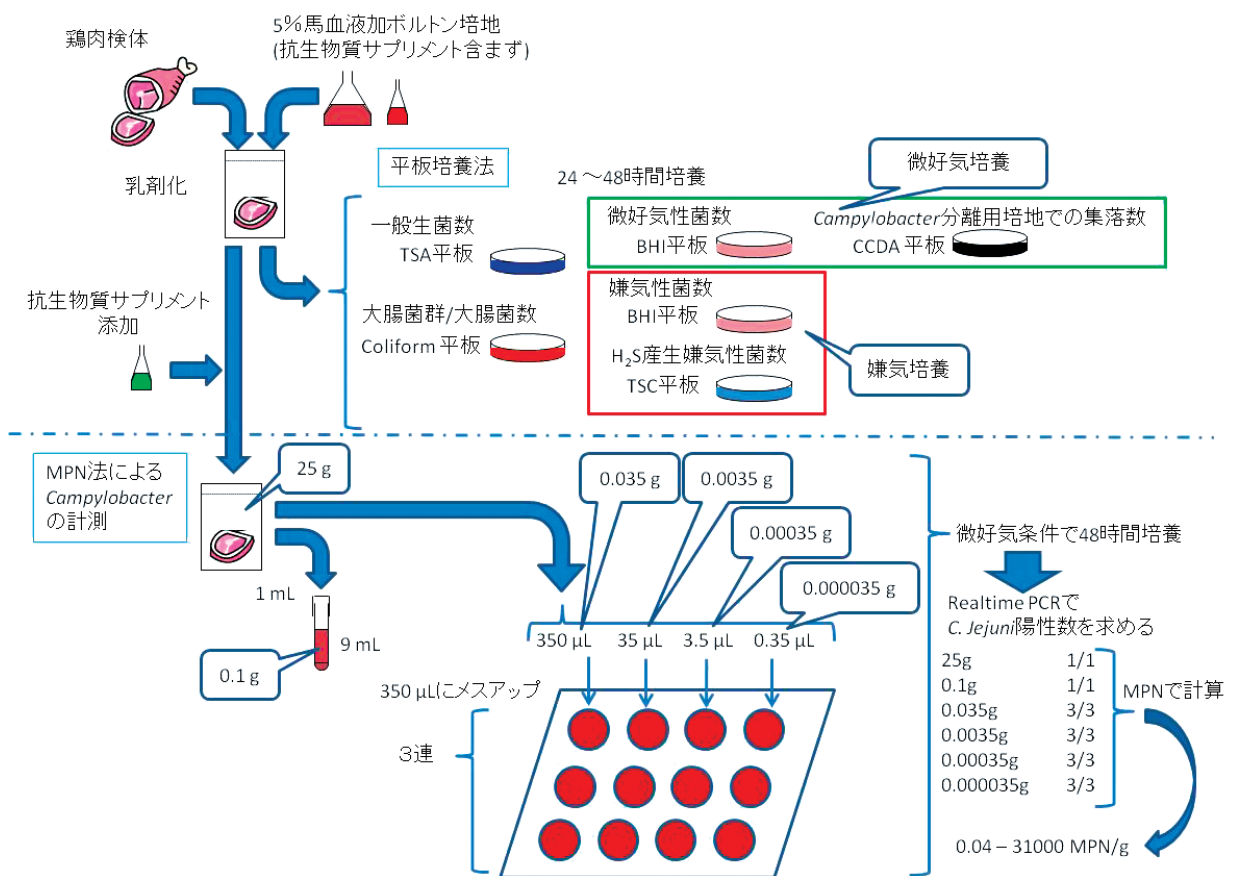 鶏肉検体
5%馬血液加ボルトン培地
(抗生物質サプリメント含まず)
乳剤化
平板培養法
24 ～48時間培養
微好気培養
一般生菌数
TSA平板
微好気性菌数
BHI平板
Campylobacter分離用培地での集落数
CCDA 平板
抗生物質サプリメント
添加
大腸菌群/大腸菌数
Coliform 平板
嫌気性菌数
BHI平板
H₂S産生嫌気性菌数
TSC平板
嫌気培養
MPN法による
Campylobacter
の計測
25 g
0.035 g
0.0035 g
0.00035 g
0.000035 g
1 mL
9 mL
0.1 g
350 µL
35 µL
3.5 µL
0.35 µL
350 µLにメスアップ
３連
微好気条件で48時間培養
Realtime PCRで
C. Jejuni陽性数を求める
25g 1/1
0.1g 1/1
0.035g 3/3
0.0035g 3/3
0.00035g 3/3
0.000035g 3/3
MPNで計算
0.04 – 31000 MPN/g